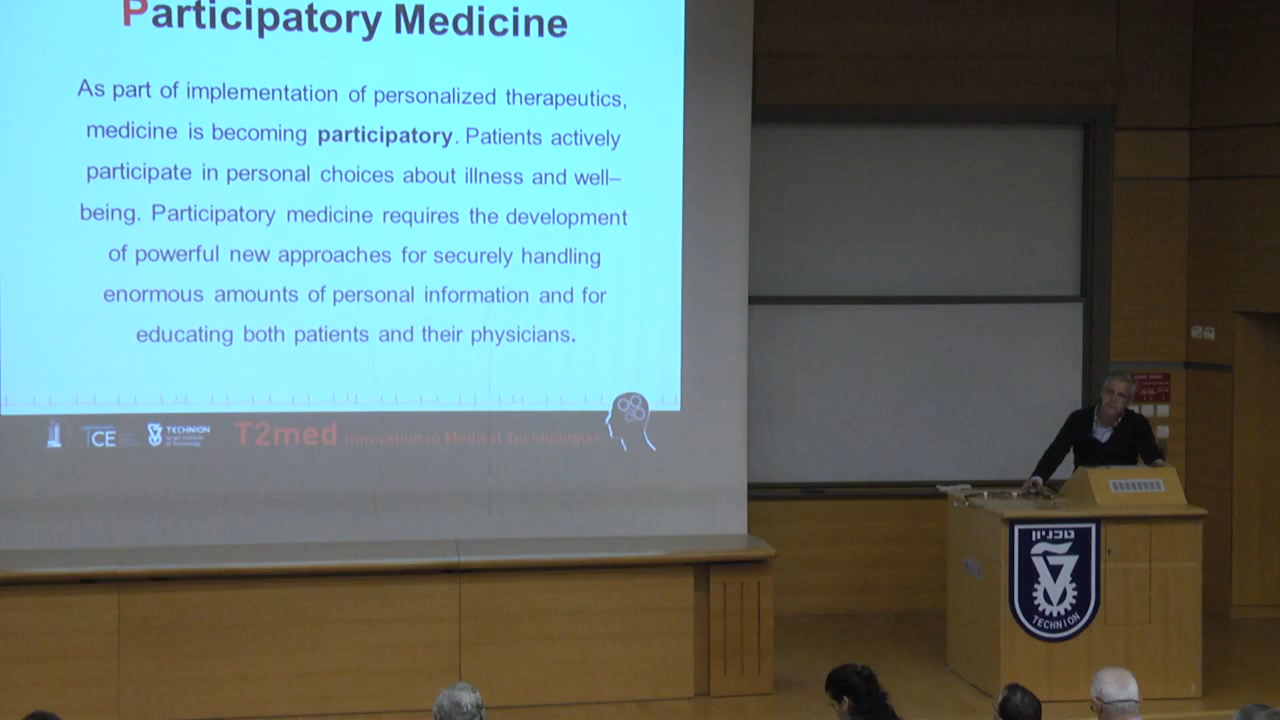 Participatory Medicine
As part of implementation of personalized therapeutics,
medicine is becoming participatory. Patients actively
participate in personal choices about illness and well–
being. Participatory medicine requires the development
of powerful new approaches for securely handling
enormous amounts of personal information and for
educating both patients and their physicians.
TCE
TECHNION
T2med Innovation in Medical Technologies
טכניון
TECHNION